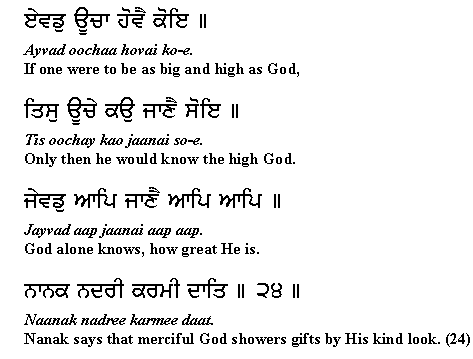 ਏਵਡੁ ਊਚਾ ਹੋਵੈ ਕੋਇ ॥
Ayvad oochaa hovai ko-e.
If one were to be as big and high as God,
ਤਿਸੁ ਊਚੇ ਕਉ ਜਾਣੈ ਸੋਇ ॥
Tis oochay kao jaanai so-e.
Only then he would know the high God.
ਜੇਵਡੁ ਆਪਿ ਜਾਣੈ ਆਪਿ ਆਪਿ ॥
Jayvad aap jaanai aap aap.
God alone knows, how great He is.
ਨਾਨਕ ਨਦਰੀ ਕਰਮੀ ਦਾਤਿ ॥ ੨੪ ॥
Naanak nadree karmee daat.
Nanak says that merciful God showers gifts by His kind look. (24)